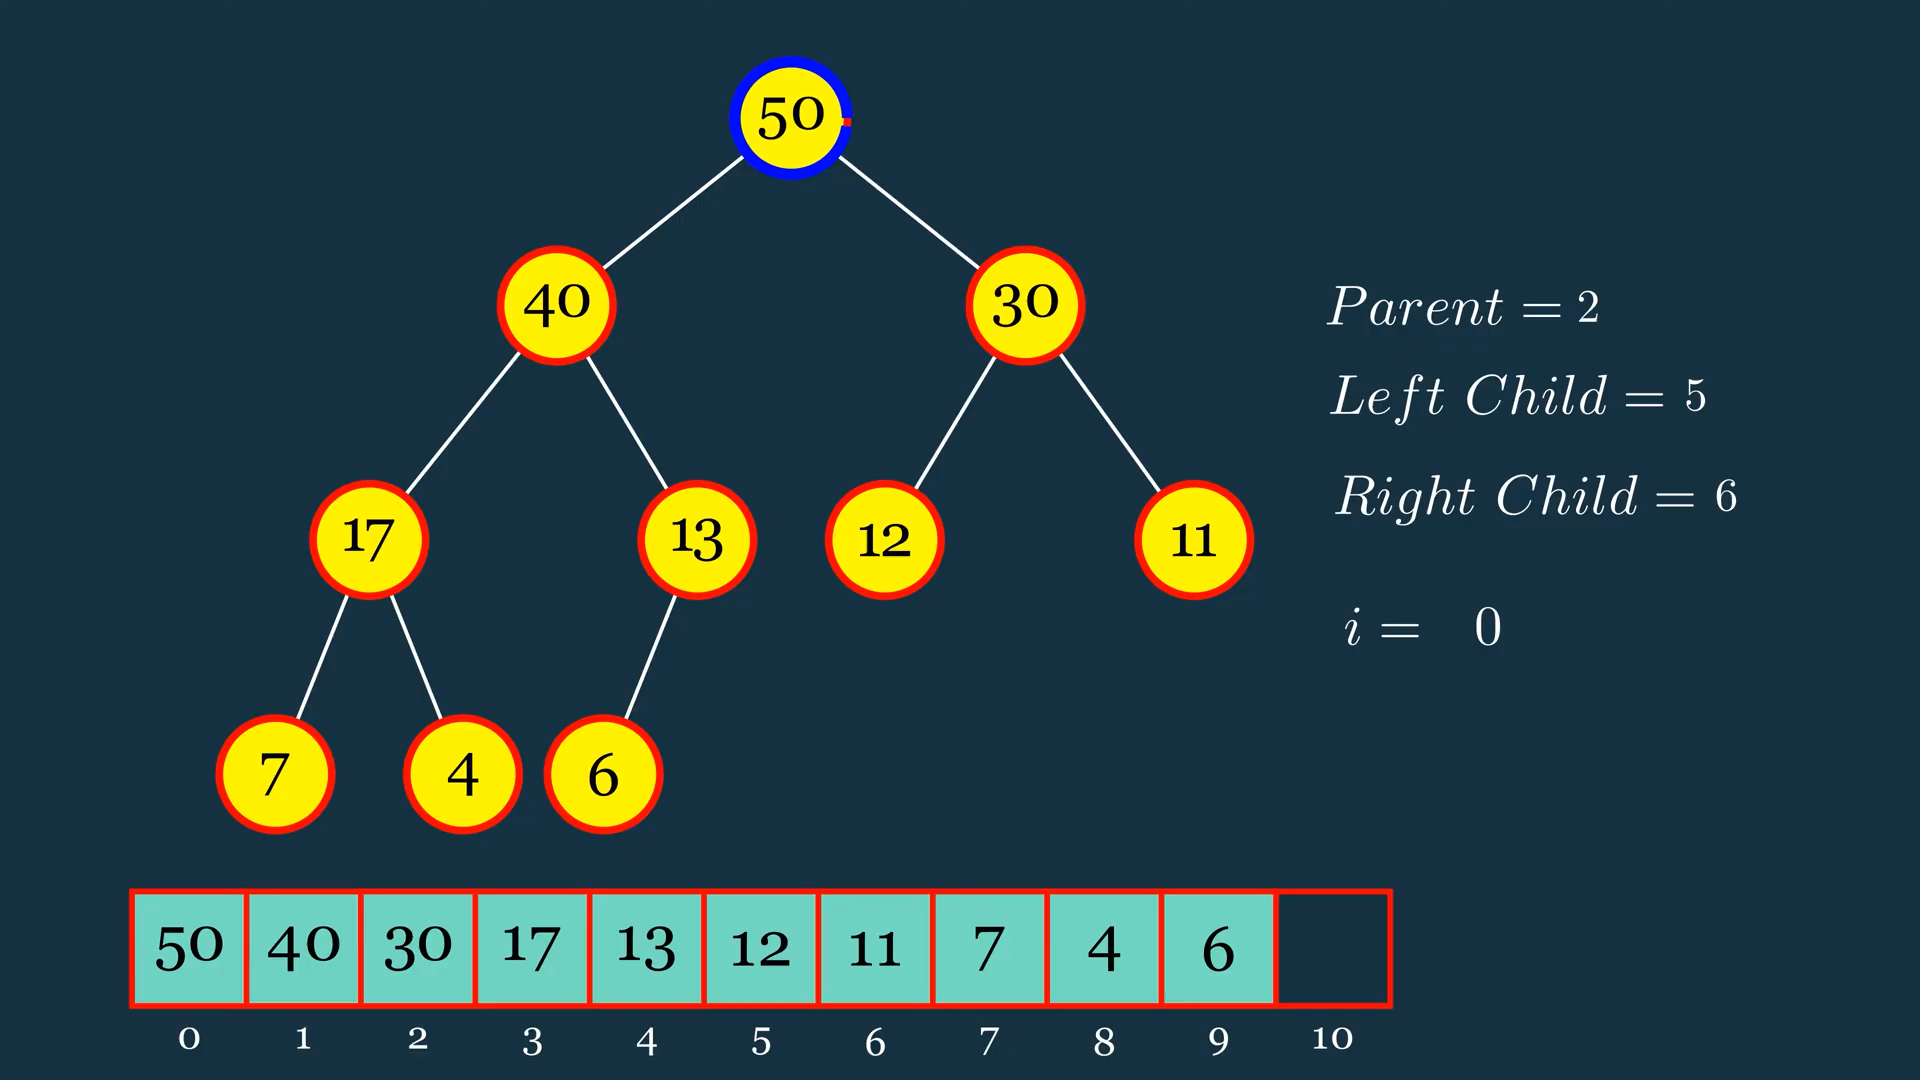 50
40 30
Parent = 2
Left Child = 5
Right Child = 6
17 13 12 11
i = 0
7 4 6
50 40 30 17 13 12 11 7 4 6
0 1 2 3 4 5 6 7 8 9 10